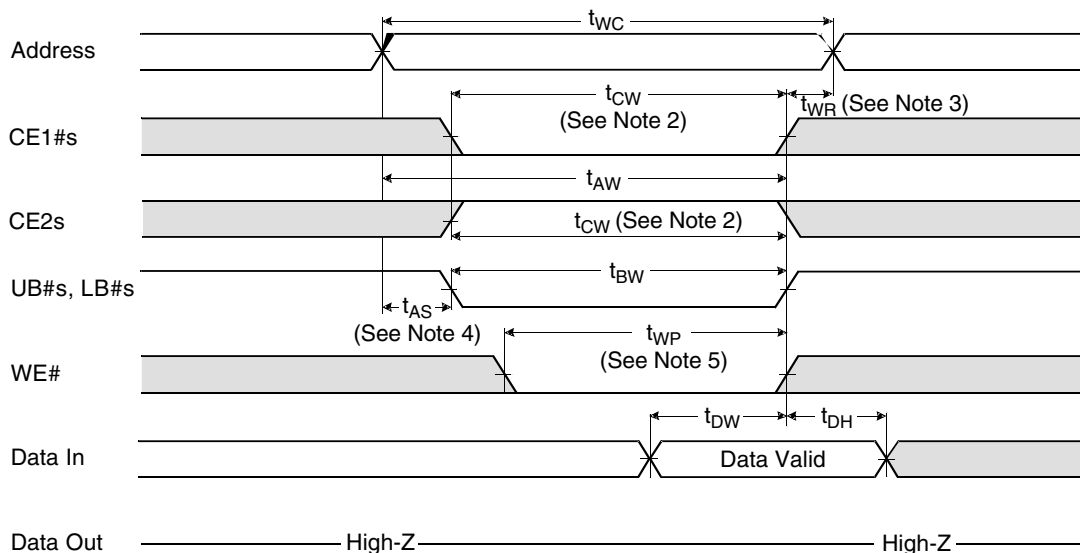 tWC
Address
tCW
(See Note 2)
tWR (See Note 3)
CE1#s
tAW
CE2s
tCW (See Note 2)
tBW
UB#s, LB#s
tAS
(See Note 4)
tWP
(See Note 5)
WE#
tDW
tDH
Data In
Data Valid
Data Out
High-Z
High-Z